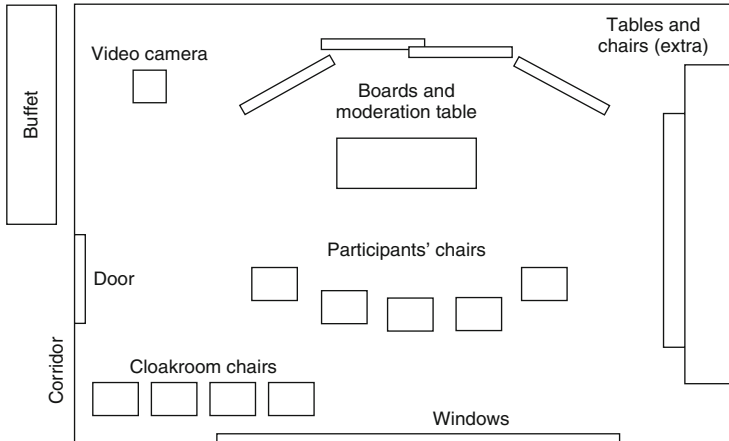 Tables and
chairs (extra)
Video camera
Boards and
moderation table
Buffet
Participants' chairs
Door
Corridor
Cloakroom chairs
Windows